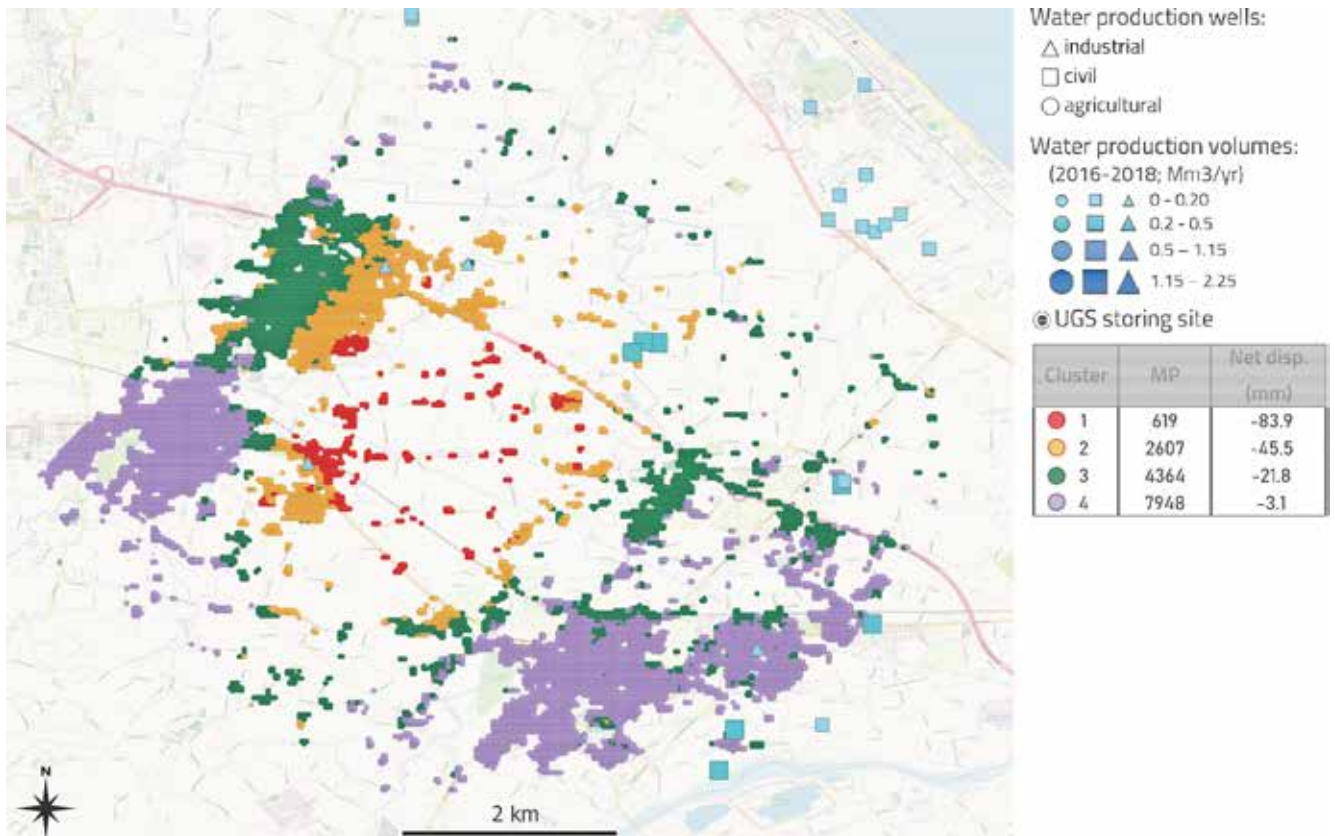 Water production wells:
industrial
civil
agricultural
Water production volumes:
(2016-2018; Mm3/yr)
0 - 0.20
0.2 - 0.5
0.5 – 1.15
1.15 – 2.25
UGS storing site
Cluster MP Net disp. (mm)
1 619 -83.9
2 2607 -45.5
3 4364 -21.8
4 7948 -3.1
N
2 km